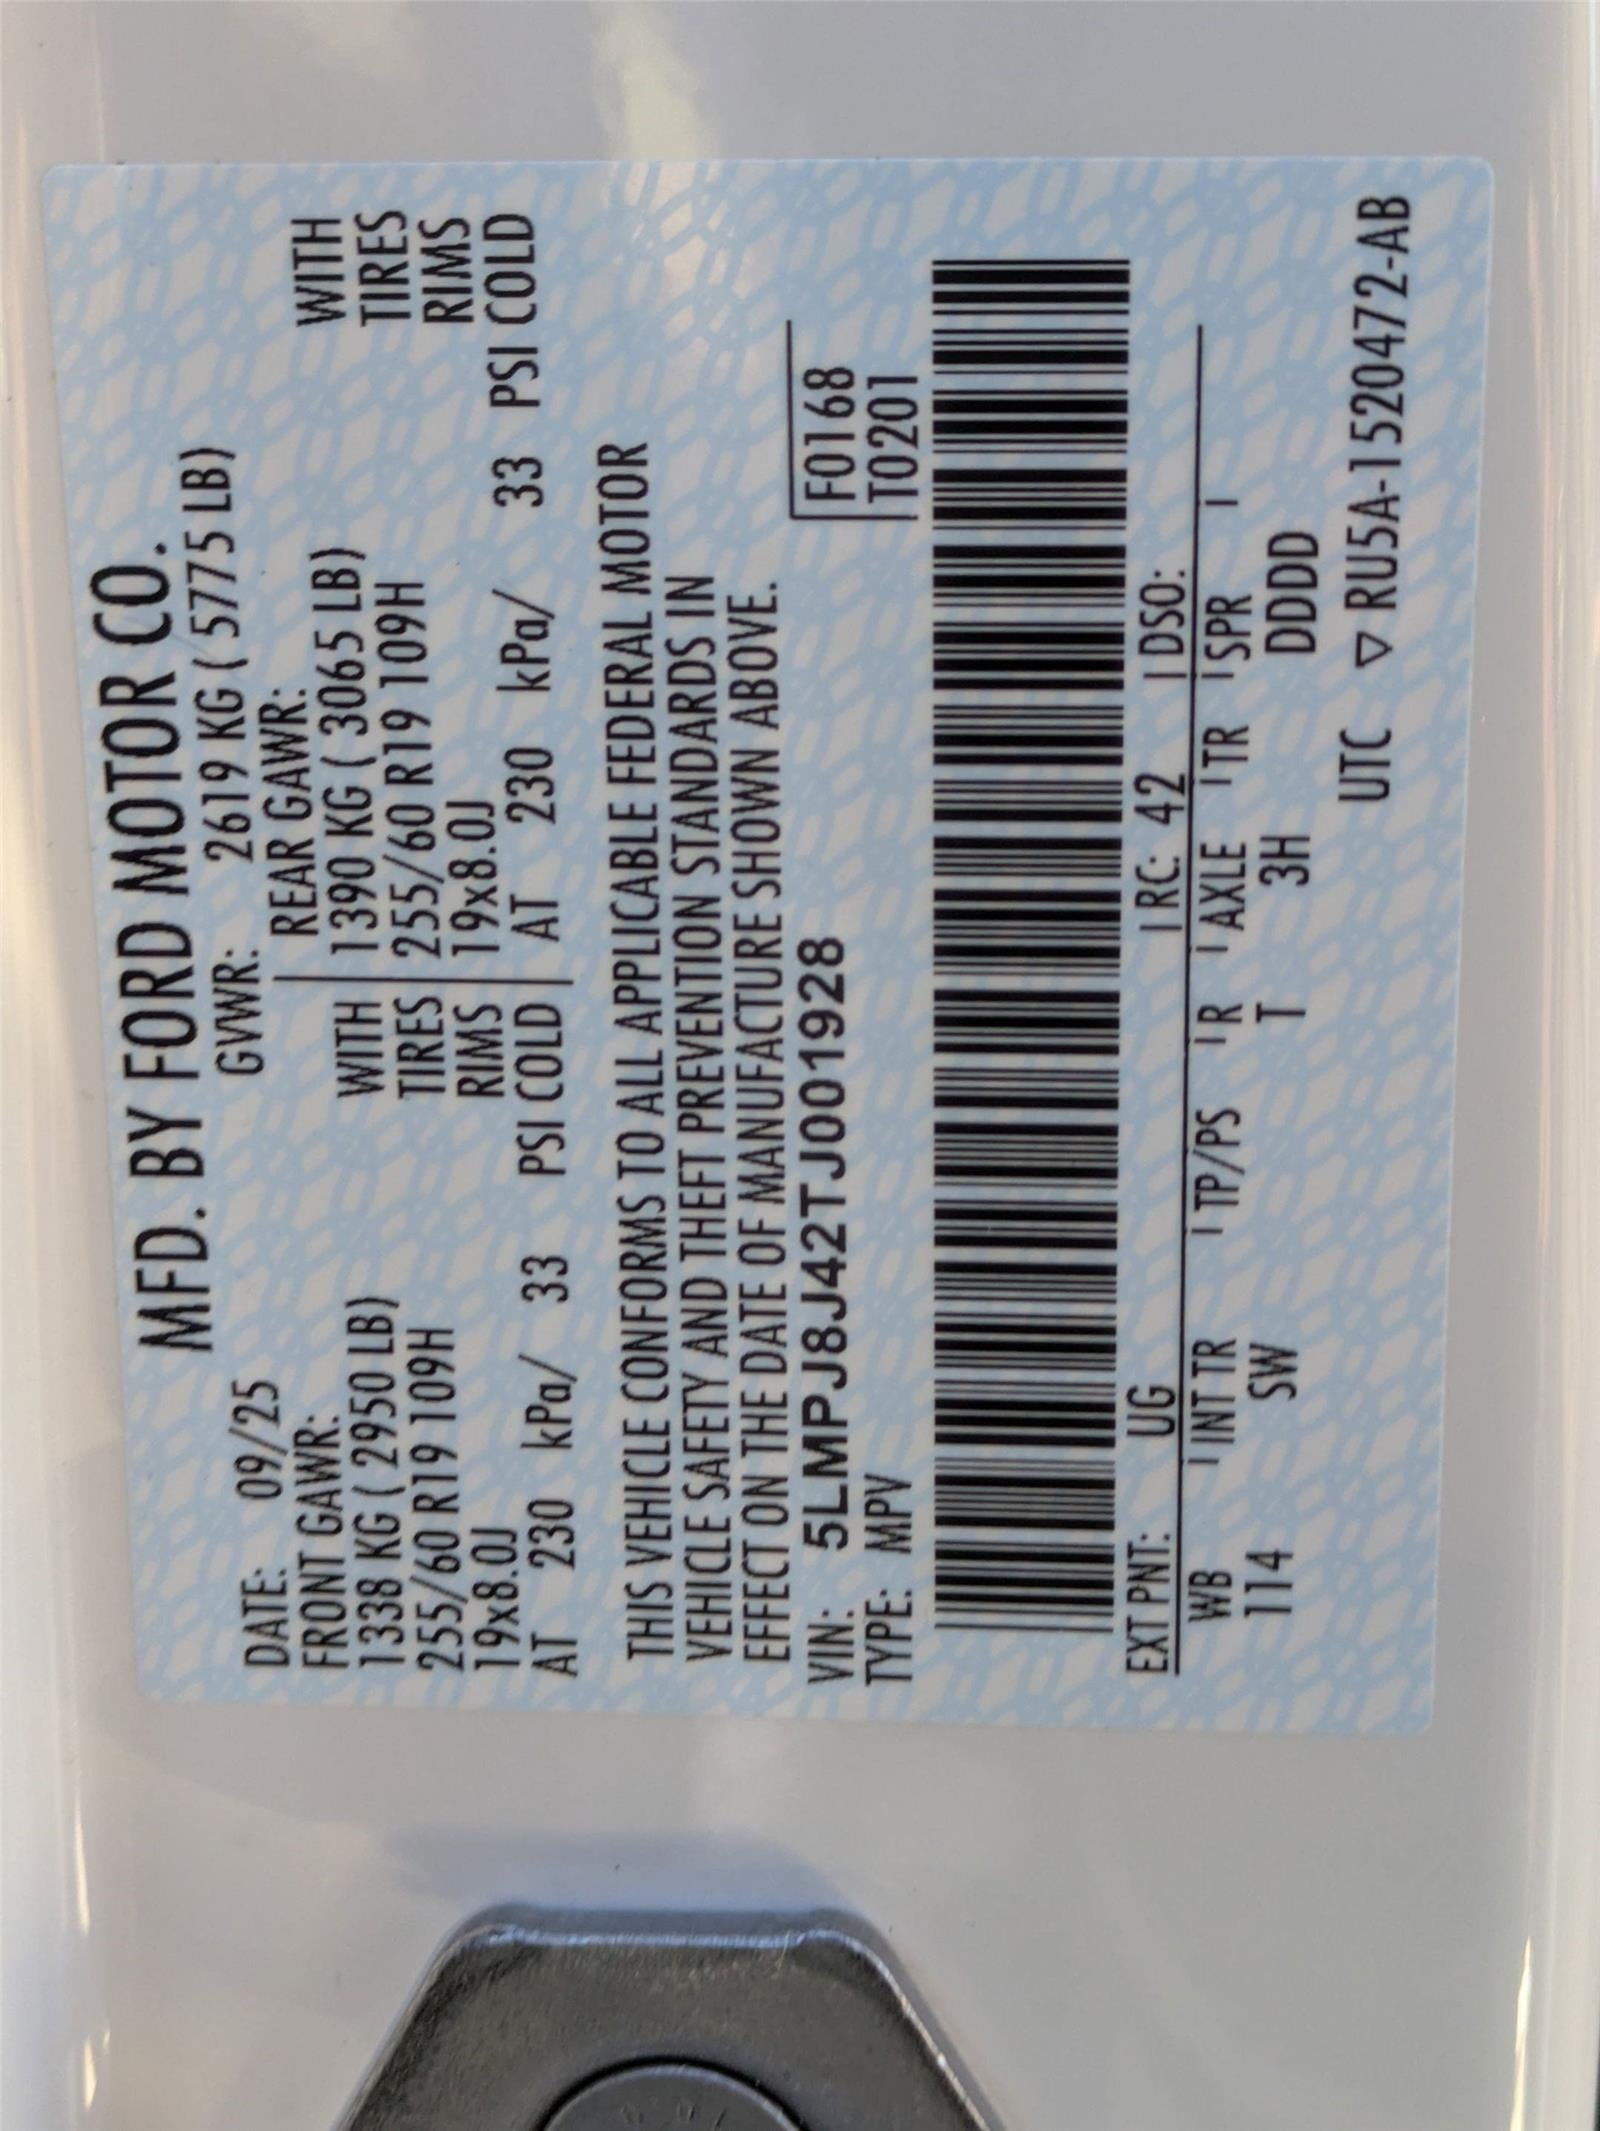 MFD. BY FORD MOTOR CO.
DATE: 09/25 GVWR: 2619 KG ( 5775 LB)
FRONT GAWR: REAR GAWR:
1338 KG ( 2950 LB) WITH 1390 KG ( 3065 LB) WITH
255/60 R19 109H TIRES 255/60 R19 109H TIRES
19x8.0J RIMS 19x8.0J RIMS
AT 230 kPa/ 33 PSI COLD AT 230 kPa/ 33 PSI COLD
THIS VEHICLE CONFORMS TO ALL APPLICABLE FEDERAL MOTOR
VEHICLE SAFETY AND THEFT PREVENTION STANDARDS IN
EFFECT ON THE DATE OF MANUFACTURE SHOWN ABOVE.
VIN: 5LMPJ8J42TJ001928 F0168
TYPE: MPV T0201
EXT PNT: UG RC: 42 DSO:
WB INT TR TP/PS R AXLE TR SPR
114 SW T 3H DDDD
UTC ▽ RU5A-1520472-AB